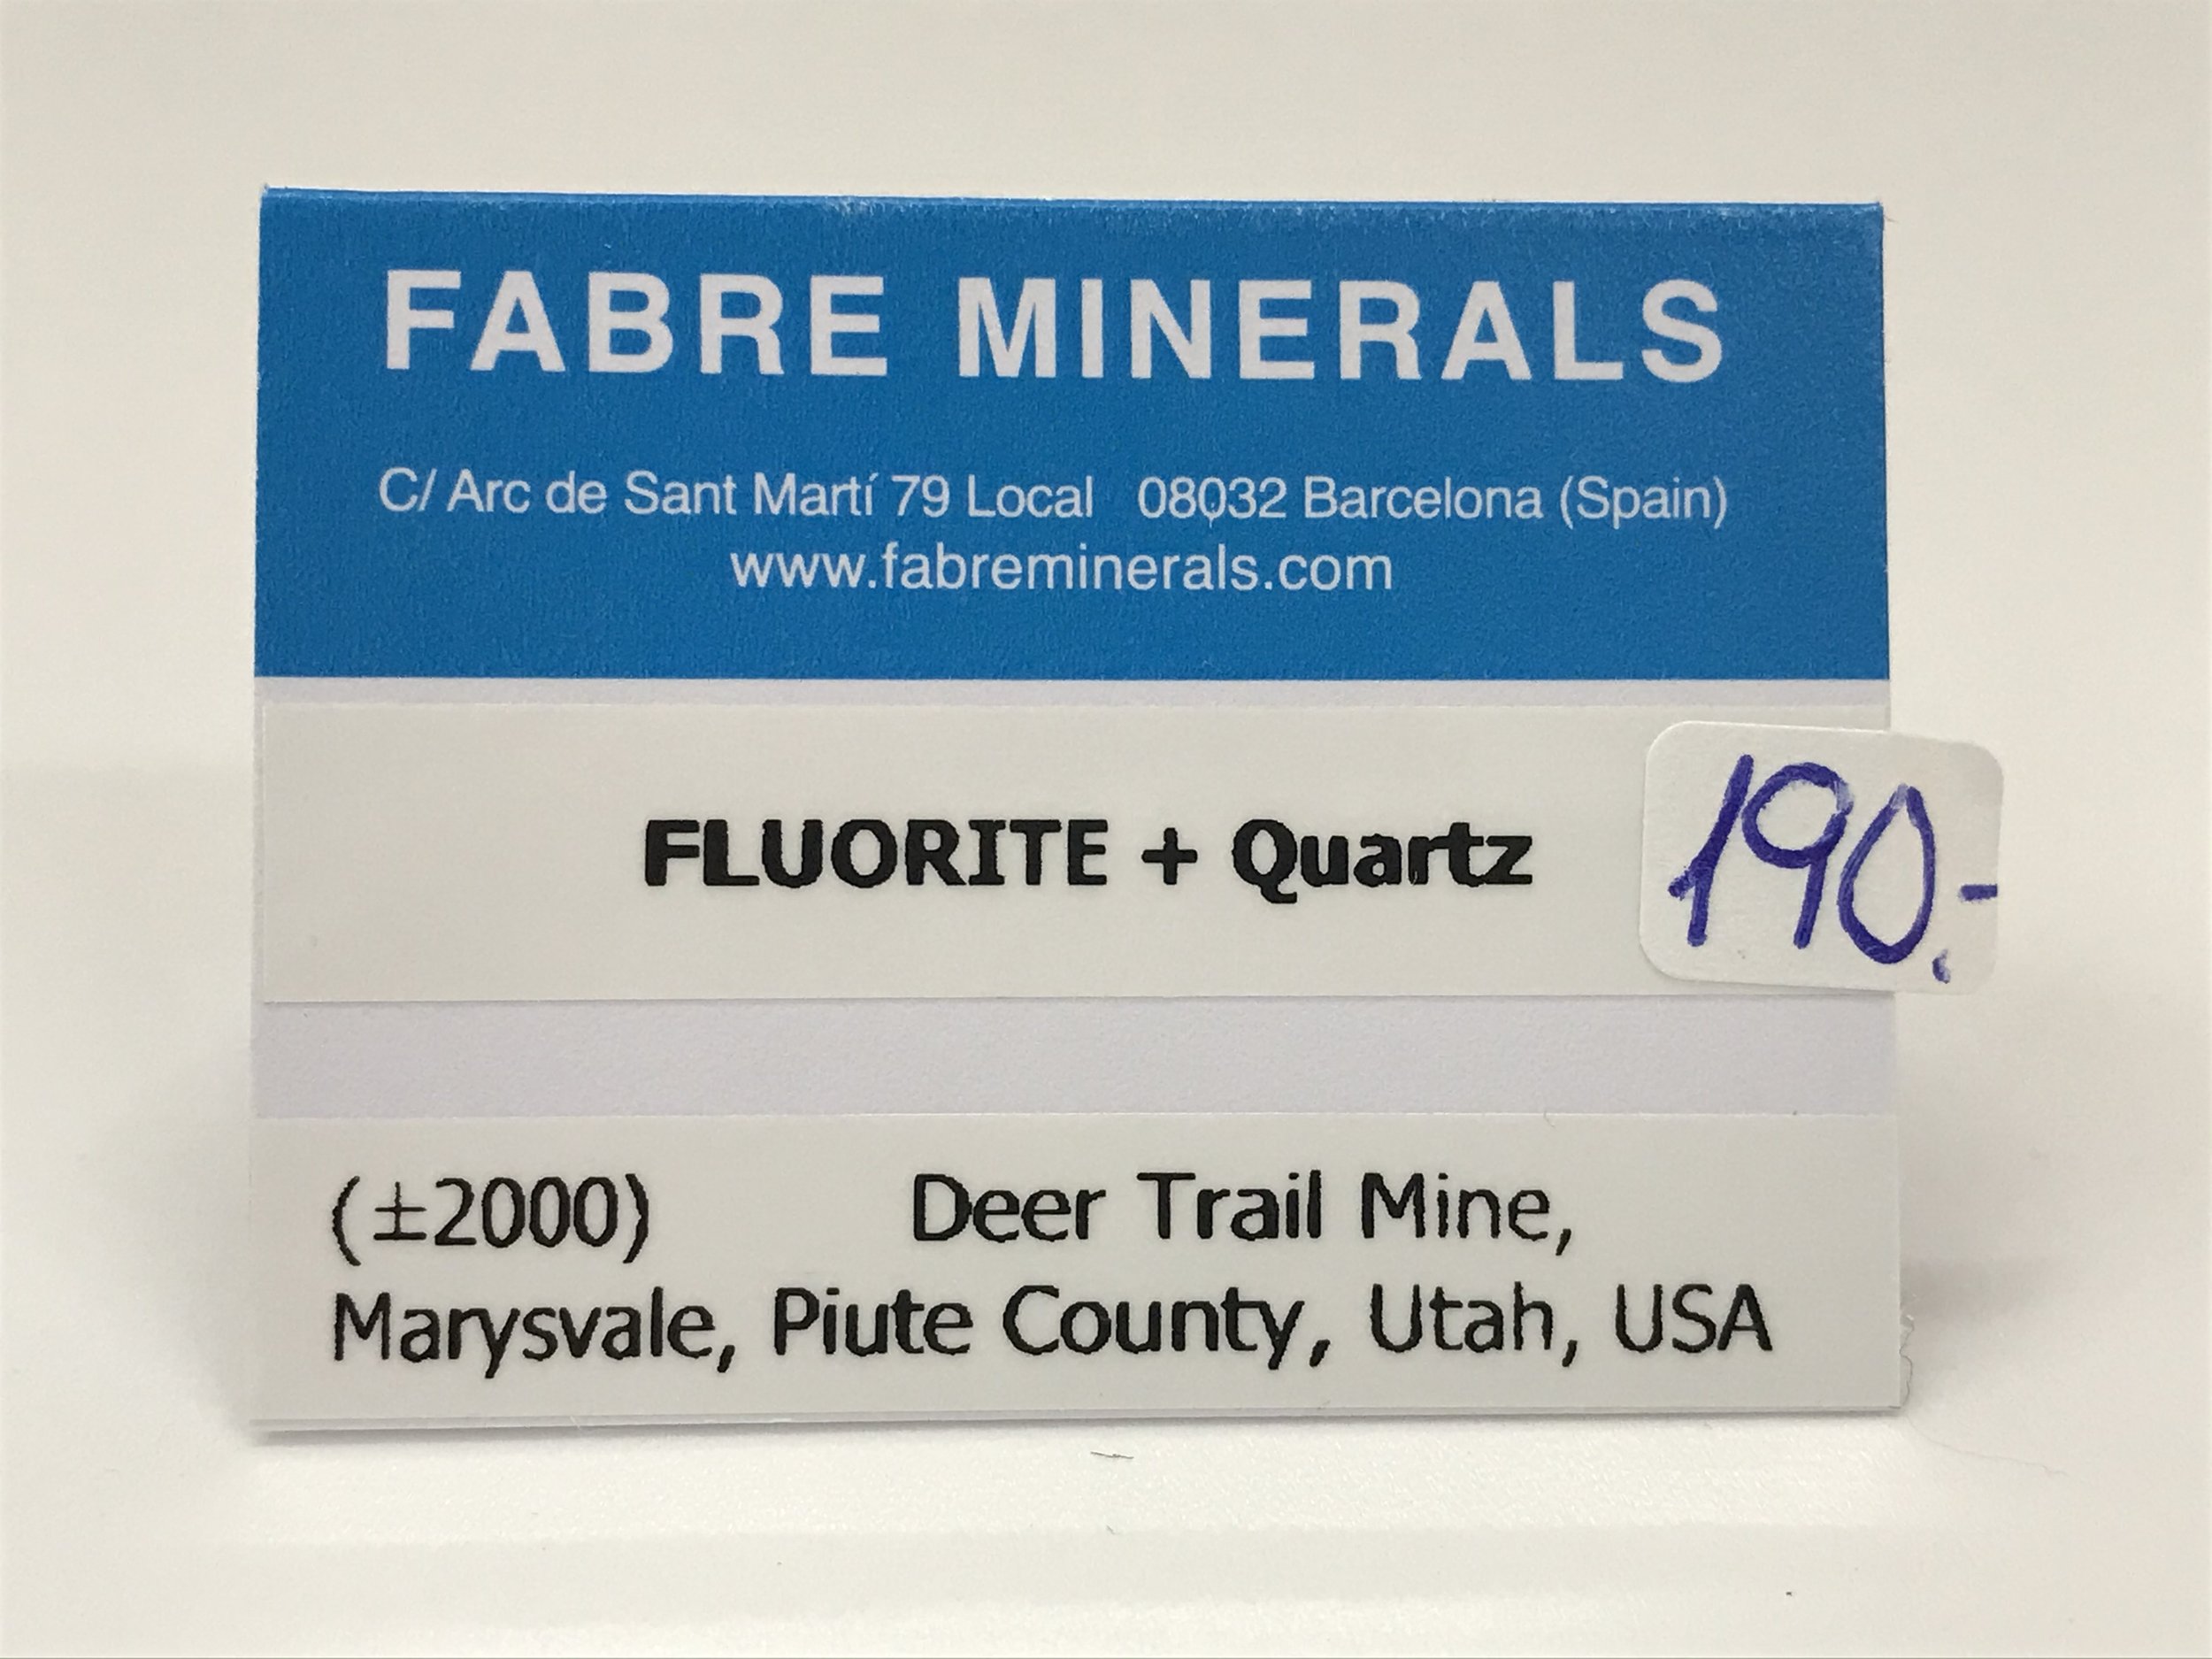 FABRE MINERALS
C/ Arc de Sant Martí 79 Local 08032 Barcelona (Spain)
www.fabreminerals.com
FLUORITE + Quartz
190.-
(±2000) Deer Trail Mine,
Marysvale, Piute County, Utah, USA